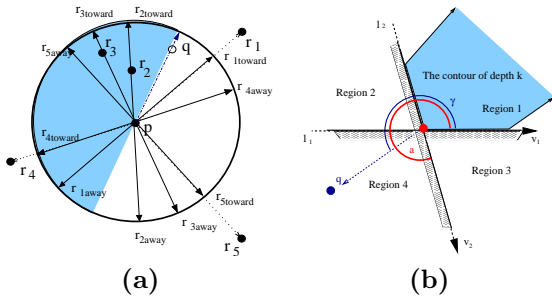 r3toward
r2toward
r1
q
r5away
r3
r1toward
r2
r4away
p
r4toward
r4
r1away
r5toward
r2away
r3away
r5
(a)
l2
The contour of depth k
Region 2
γ
Region 1
l1
v1
a
Region 3
q
Region 4
v2
(b)